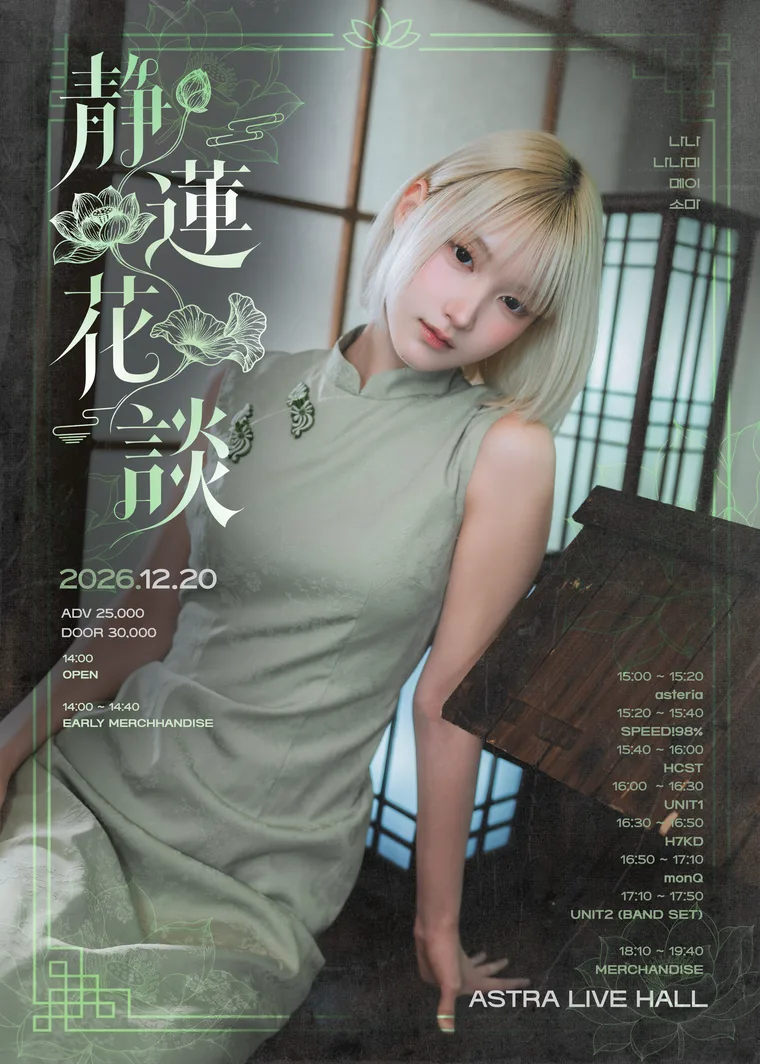 静蓮花談
나나
나나미
메이
소마
2026.12.20
ADV 25,000
DOOR 30,000
14:00
OPEN
14:00 ~ 14:40
EARLY MERCHHANDISE
15:00 ~ 15:20
asteria
15:20 ~ 15:40
SPEED!98%
15:40 ~ 16:00
HCST
16:00 ~ 16:30
UNIT1
16:30 ~ 16:50
H7KD
16:50 ~ 17:10
monQ
17:10 ~ 17:50
UNIT2 (BAND SET)
18:10 ~ 19:40
MERCHANDISE
ASTRA LIVE HALL